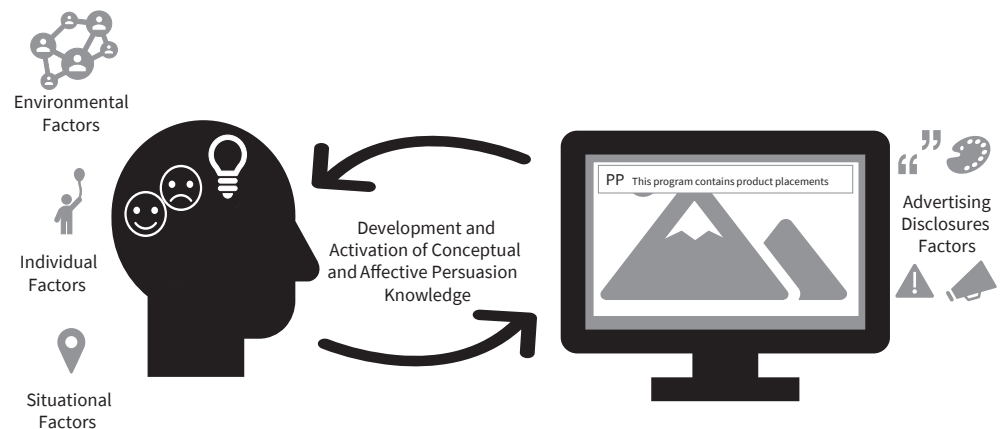 Environmental
Factors
Individual
Factors
Situational
Factors
Development and
Activation of Conceptual
and Affective Persuasion
Knowledge
PP This program contains product placements
Advertising
Disclosures
Factors